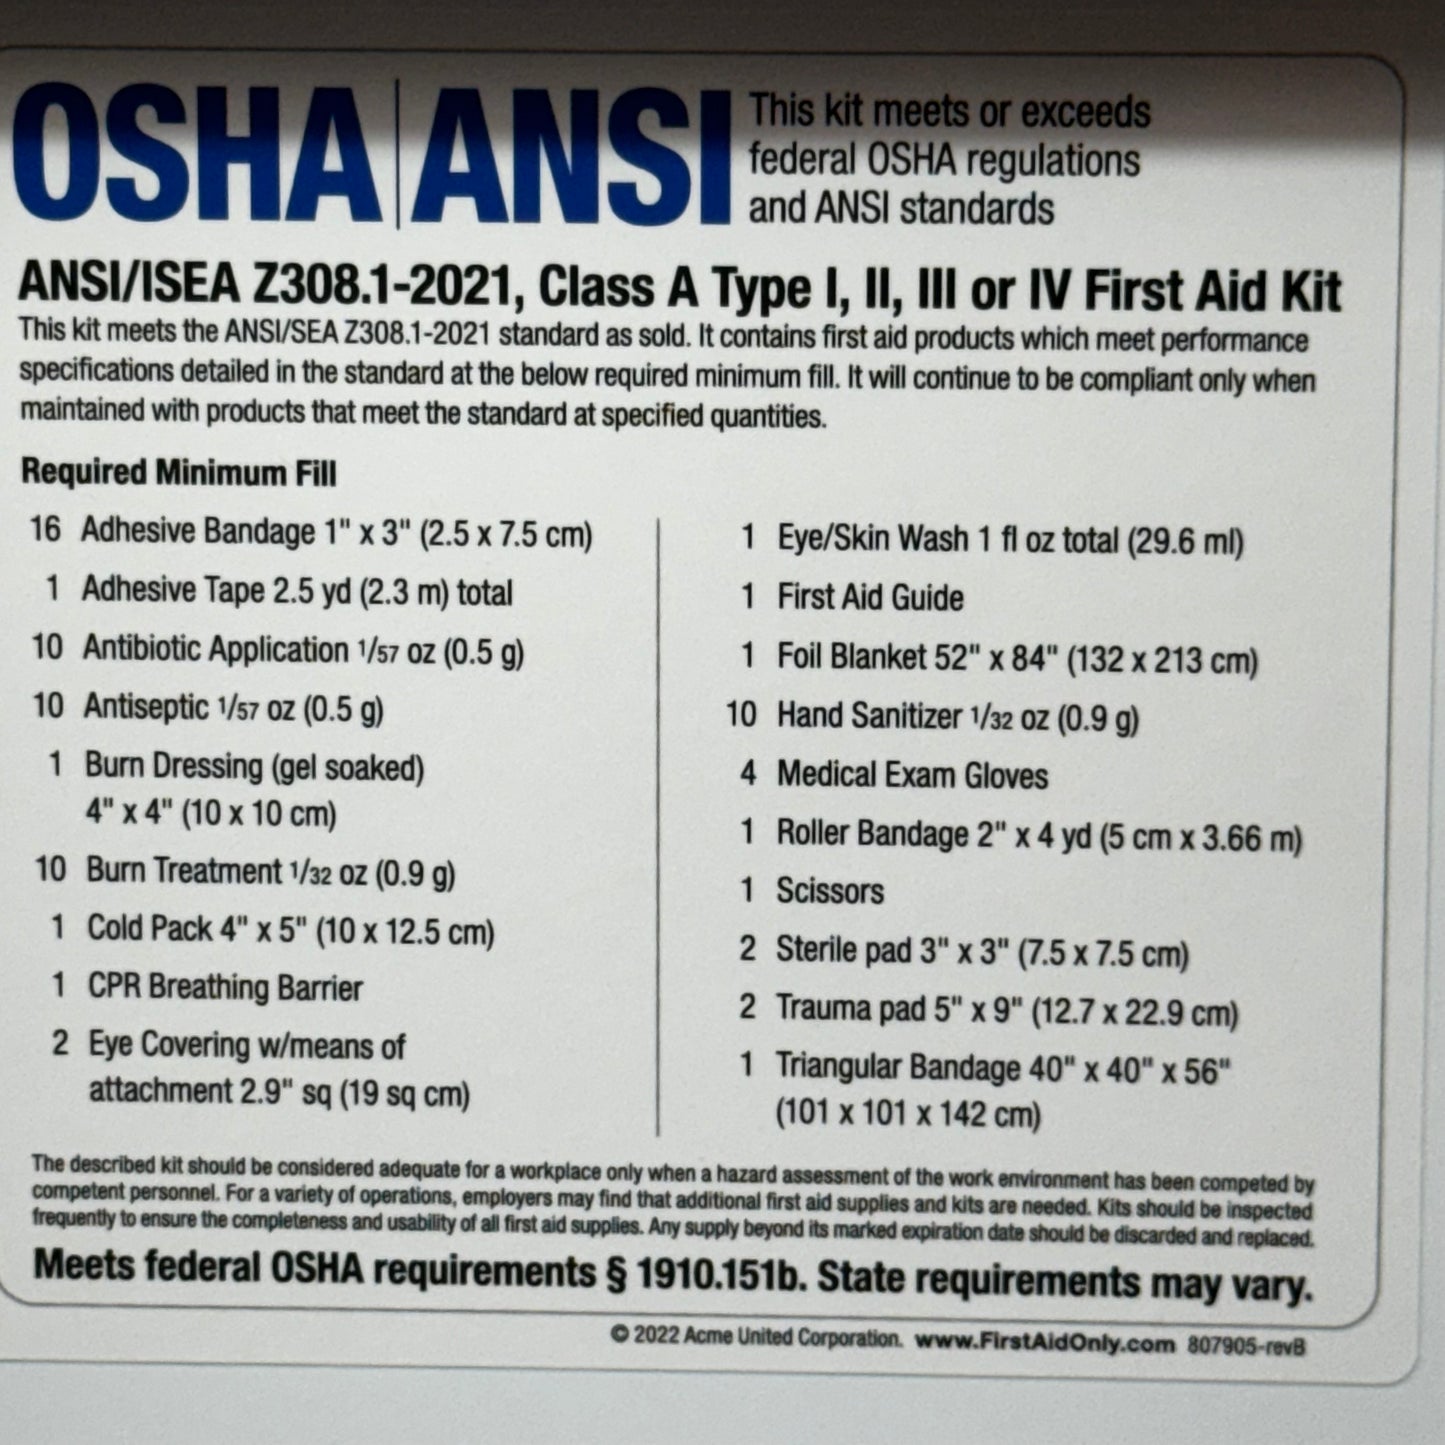 OSHA|ANSI
This kit meets or exceeds
federal OSHA regulations
and ANSI standards
ANSI/ISEA Z308.1-2021, Class A Type I, II, III or IV First Aid Kit
This kit meets the ANSI/SEA Z308.1-2021 standard as sold. It contains first aid products which meet performance
specifications detailed in the standard at the below required minimum fill. It will continue to be compliant only when
maintained with products that meet the standard at specified quantities.
Required Minimum Fill
16 Adhesive Bandage 1" x 3" (2.5 x 7.5 cm)
1 Adhesive Tape 2.5 yd (2.3 m) total
10 Antibiotic Application 1/57 oz (0.5 g)
10 Antiseptic 1/57 oz (0.5 g)
1 Burn Dressing (gel soaked)
4" x 4" (10 x 10 cm)
10 Burn Treatment 1/32 oz (0.9 g)
1 Cold Pack 4" x 5" (10 x 12.5 cm)
1 CPR Breathing Barrier
2 Eye Covering w/means of
attachment 2.9" sq (19 sq cm)
1 Eye/Skin Wash 1 fl oz total (29.6 ml)
1 First Aid Guide
1 Foil Blanket 52" x 84" (132 x 213 cm)
10 Hand Sanitizer 1/32 oz (0.9 g)
4 Medical Exam Gloves
1 Roller Bandage 2" x 4 yd (5 cm x 3.66 m)
1 Scissors
2 Sterile pad 3" x 3" (7.5 x 7.5 cm)
2 Trauma pad 5" x 9" (12.7 x 22.9 cm)
1 Triangular Bandage 40" x 40" x 56"
(101 x 101 x 142 cm)
The described kit should be considered adequate for a workplace only when a hazard assessment of the work environment has been competed by
competent personnel. For a variety of operations, employers may find that additional first aid supplies and kits are needed. Kits should be inspected
frequently to ensure the completeness and usability of all first aid supplies. Any supply beyond its marked expiration date should be discarded and replaced.
Meets federal OSHA requirements § 1910.151b. State requirements may vary.
© 2022 Acme United Corporation. www.FirstAidOnly.com 807905-revB